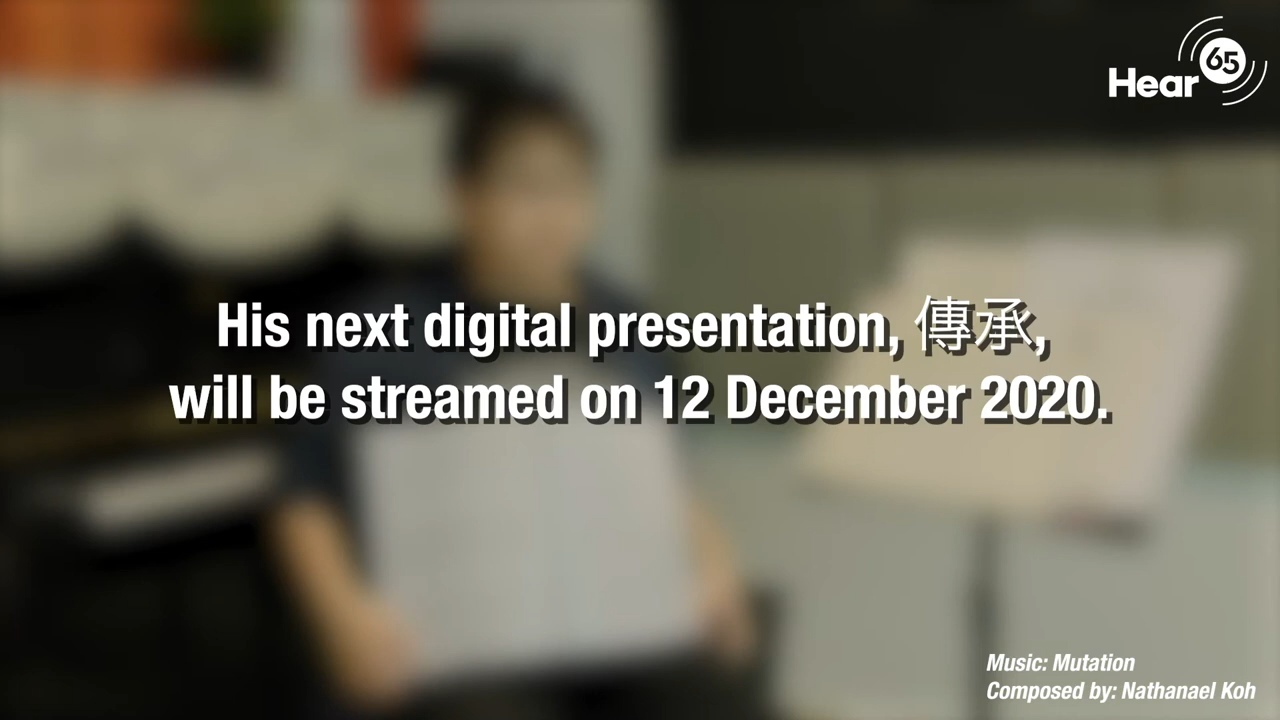 Hear65
His next digital presentation, 傳承,
will be streamed on 12 December 2020.
Music: Mutation
Composed by: Nathanael Koh